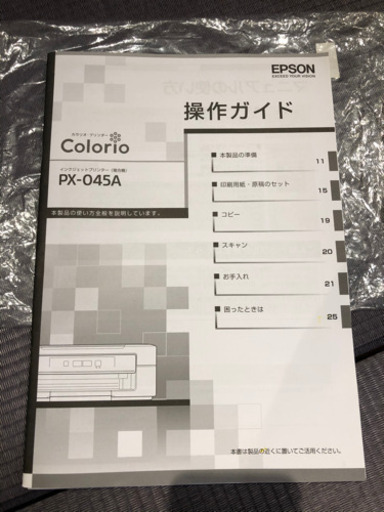 EPSON
EXCEED YOUR VISION
操作ガイド
カラリオ・プリンター
Colorio
インクジェットプリンター(複合機)
PX-045A
本製品の使い方全般を説明しています。
■ 本製品の準備 11
■ 印刷用紙・原稿のセット 15
■ コピー 19
■ スキャン 20
■ お手入れ 21
■ 困ったときは 25
本書は製品の近くに置いてご活用ください。